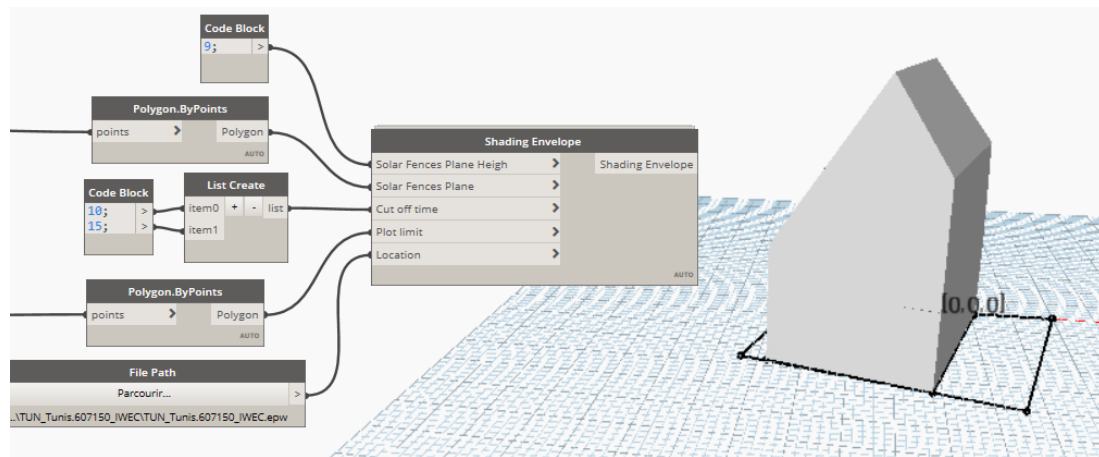 Code Block
9;
>
Polygon.ByPoints
points > Polygon
AUTO
Code Block
10; >
15; >
List Create
item0 + - list
item1
Polygon.ByPoints
points > Polygon
AUTO
File Path
Parcourir...
>
..\TUN_Tunis.607150_IWEC\TUN_Tunis.607150_IWEC.epw
Shading Envelope
Solar Fences Plane Heigh > Shading Envelope
Solar Fences Plane >
Cut off time >
Plot limit >
Location >
AUTO
(0,0,0)